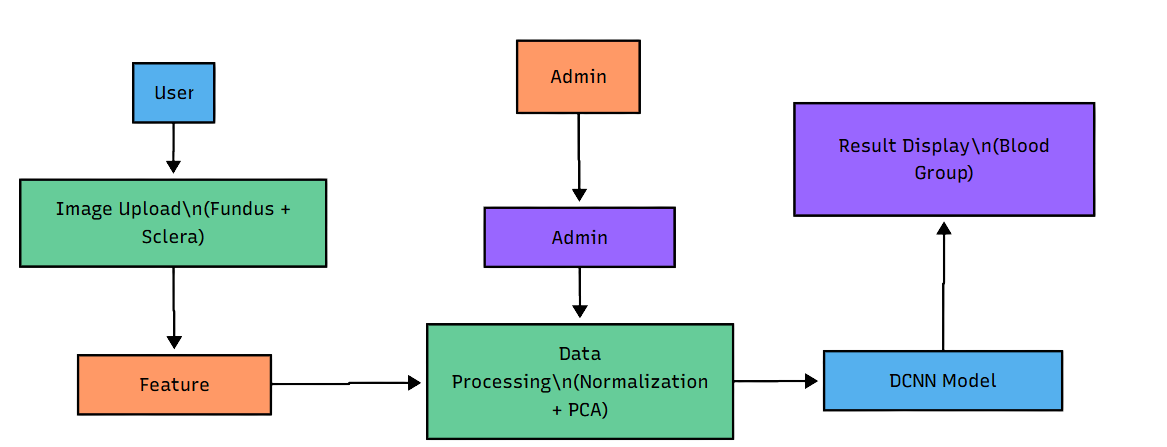 User
Image Upload\n(Fundus +
Sclera)
Feature
Admin
Admin
Data
Processing\n(Normalization
+ PCA)
DCNN Model
Result Display\n(Blood
Group)